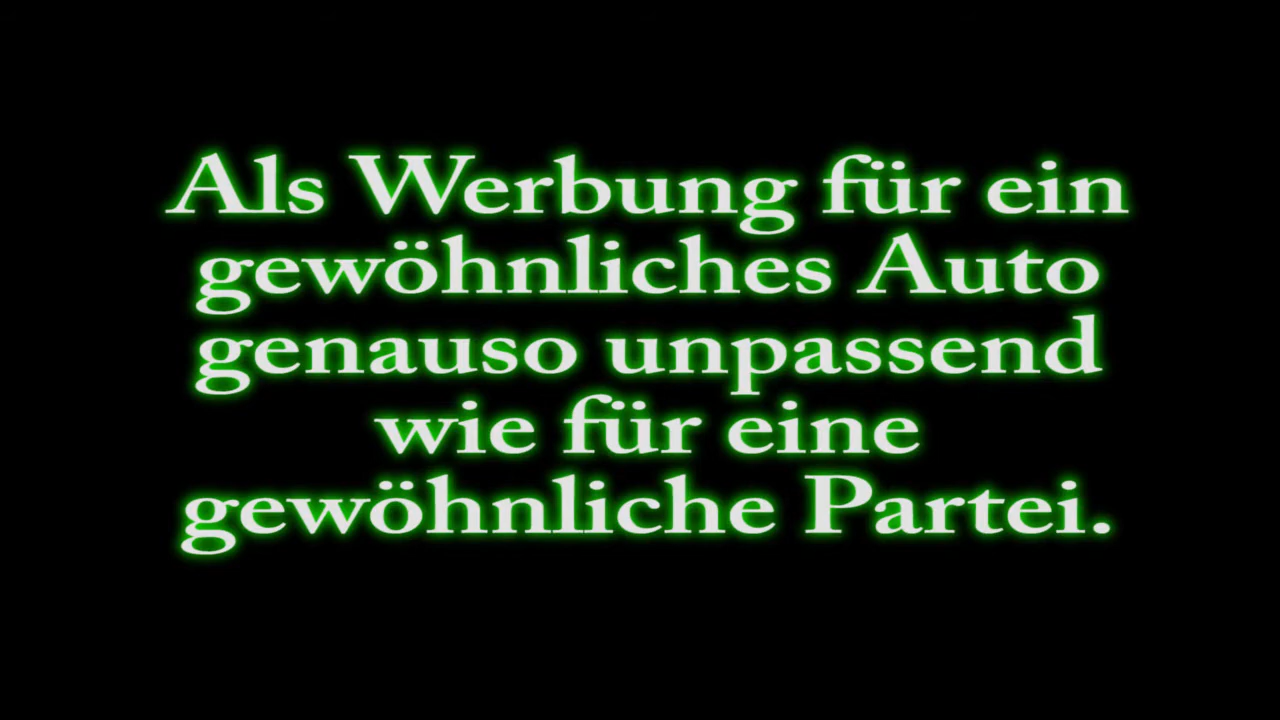 Als Werbung für ein
gewöhnliches Auto
genauso unpassend
wie für eine
gewöhnliche Partei.